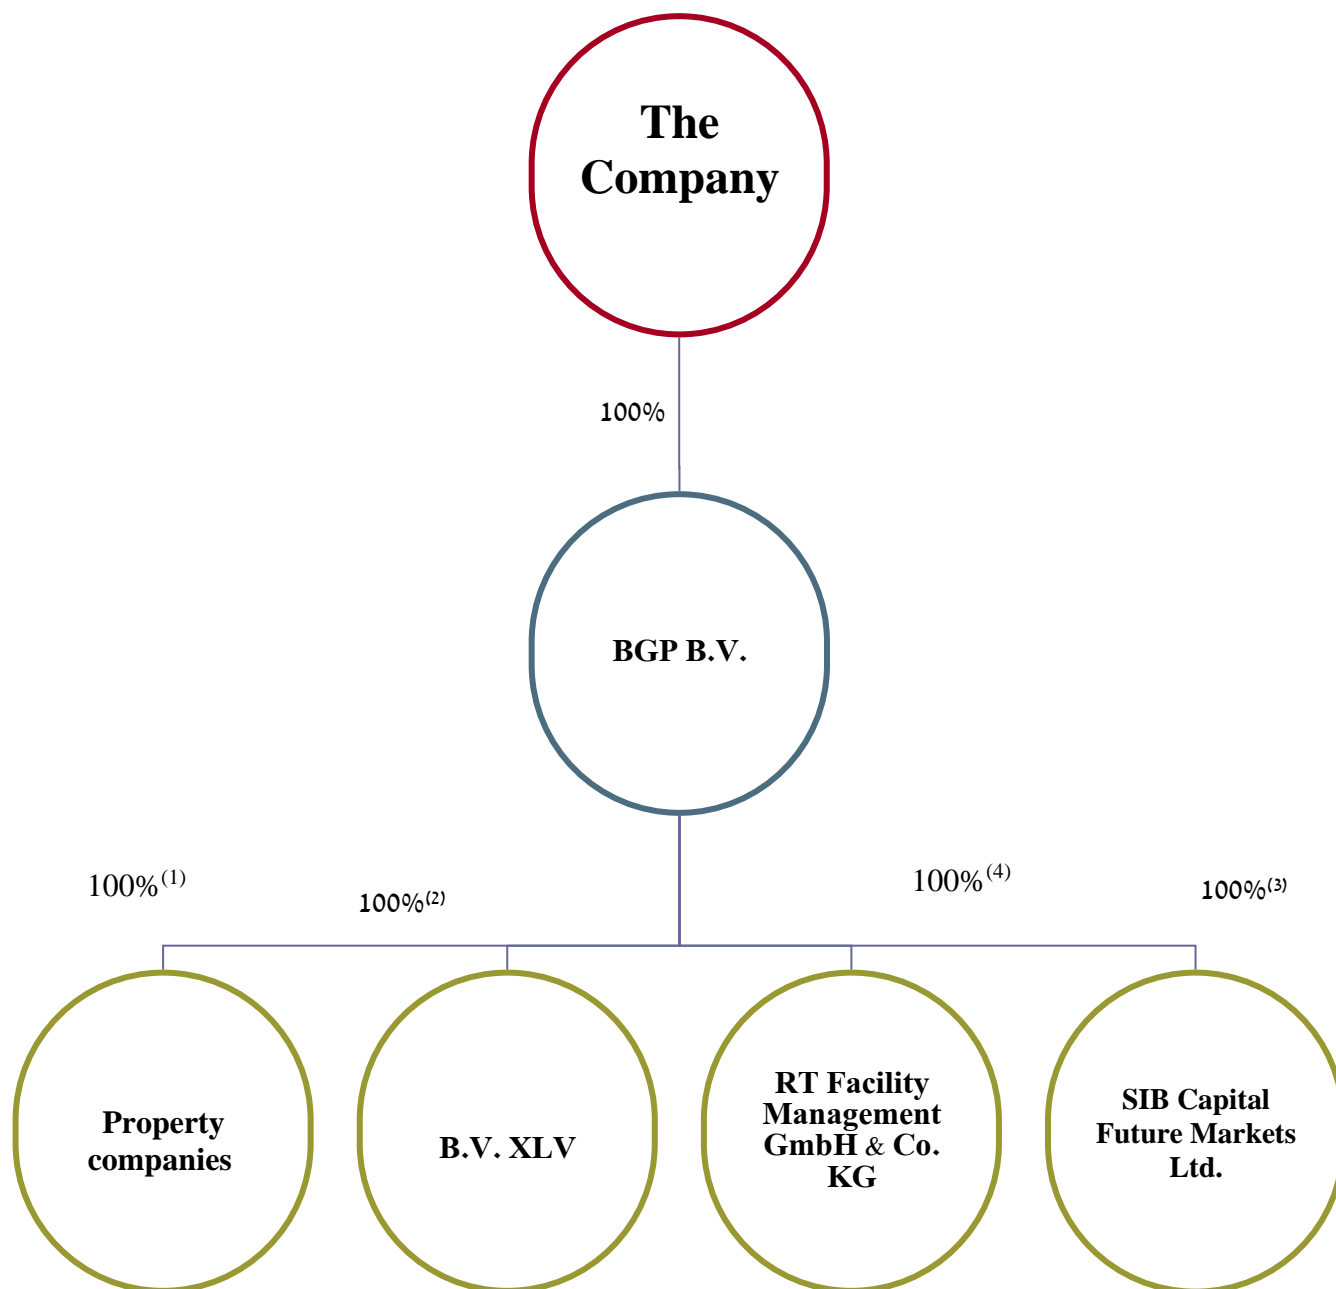 The
Company
100%
BGP B.V.
100%(1)
100%(2)
100%(4)
100%(3)
Property
companies
B.V. XLV
RT Facility
Management
GmbH & Co.
KG
SIB Capital
Future Markets
Ltd.